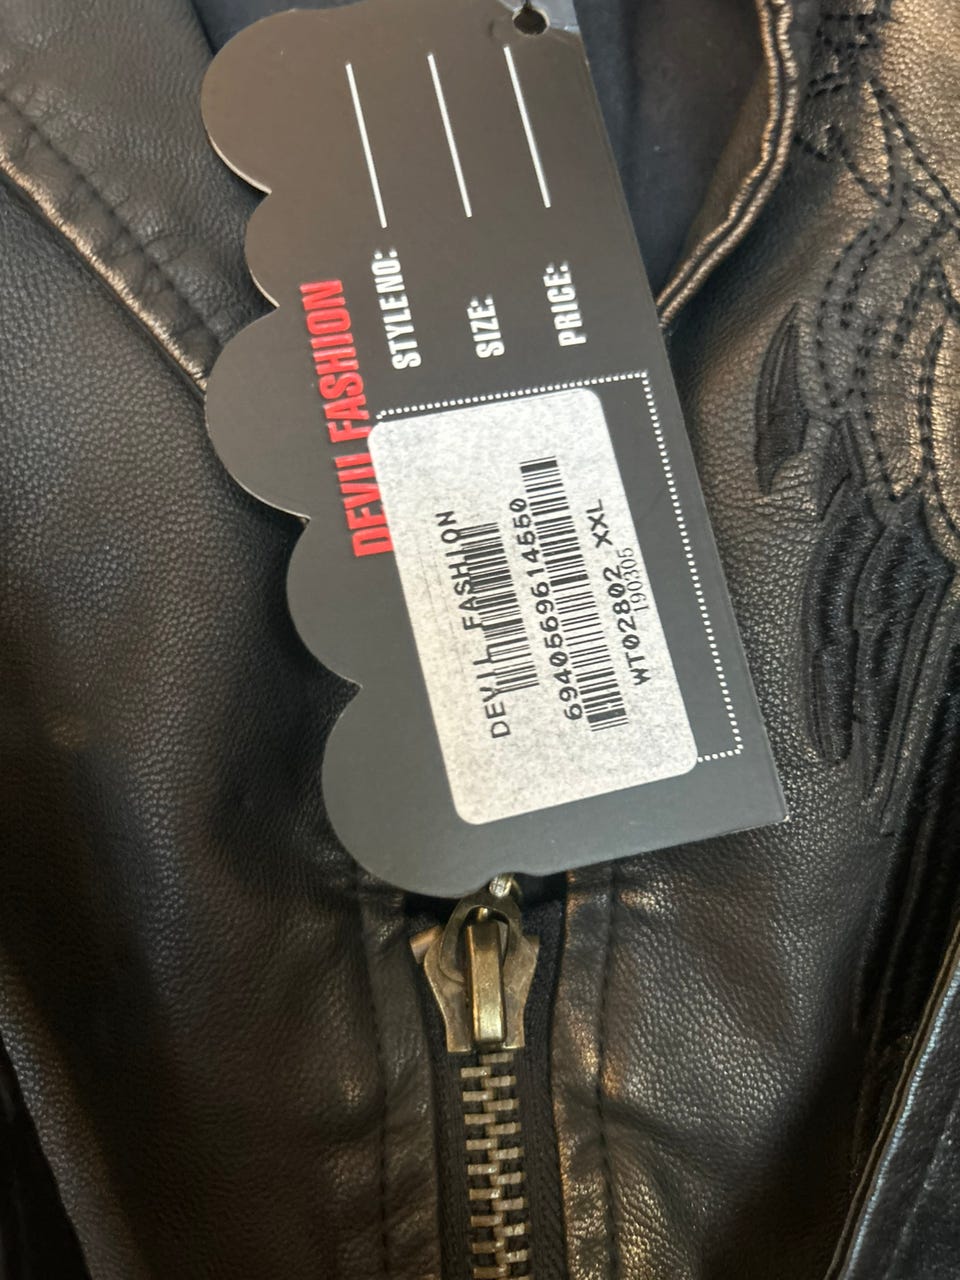 DEVIL FASHION
STYLE NO:
SIZE:
PRICE:
DEVIL FASHION
6940569614550
WT02802 XXL
190305